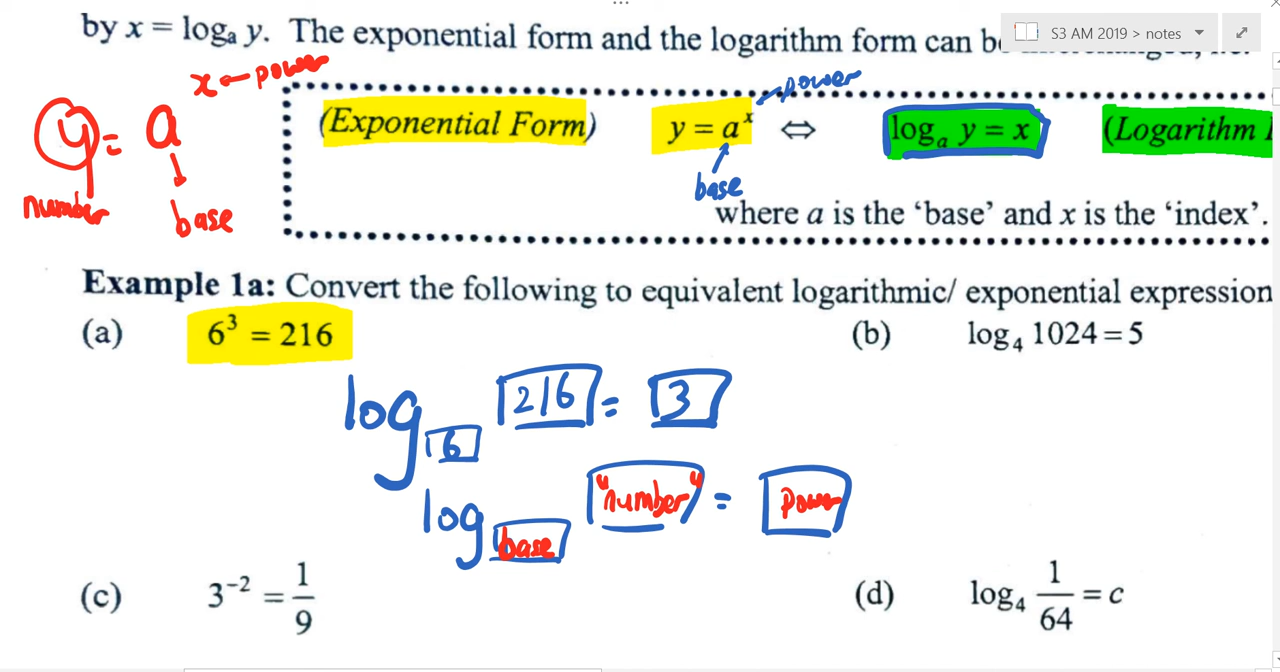 by x = logₐ y. The exponential form and the logarithm form can be
S3 AM 2019 > notes
x ← power
power
y = a
(Exponential Form) y = aˣ ⇔ logₐ y = x (Logarithm
number
base
base
where a is the 'base' and x is the 'index'.
Example 1a: Convert the following to equivalent logarithmic/ exponential expression
(a) 6³ = 216 (b) log₄ 1024 = 5
log₆ 216 = 3
log base "number" = power
(c) 3⁻² = 1/9 (d) log₄ 1/64 = c